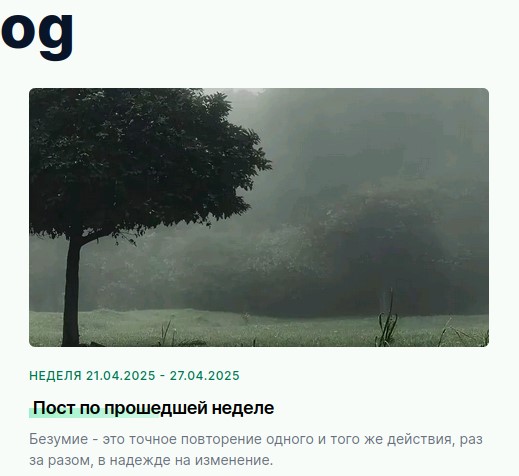 og
НЕДЕЛЯ 21.04.2025 - 27.04.2025
Пост по прошедшей неделе
Безумие - это точное повторение одного и того же действия, раз
за разом, в надежде на изменение.